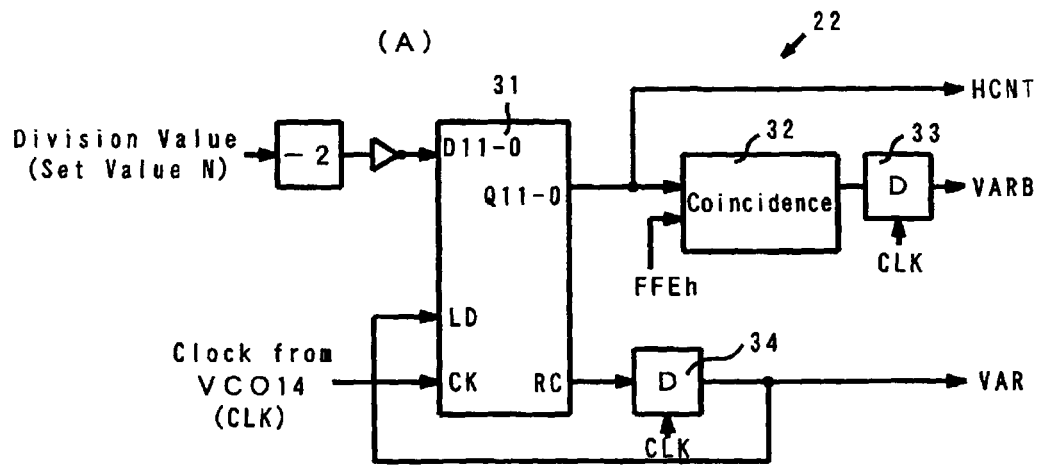 (A)
22
31
HCNT
Division Value
(Set Value N)
-2
D11-0
32
33
Q11-0
Coincidence
D
VARB
FFEh
CLK
LD
Clock from
VCO14
(CLK)
CK
RC
D
34
VAR
CLK